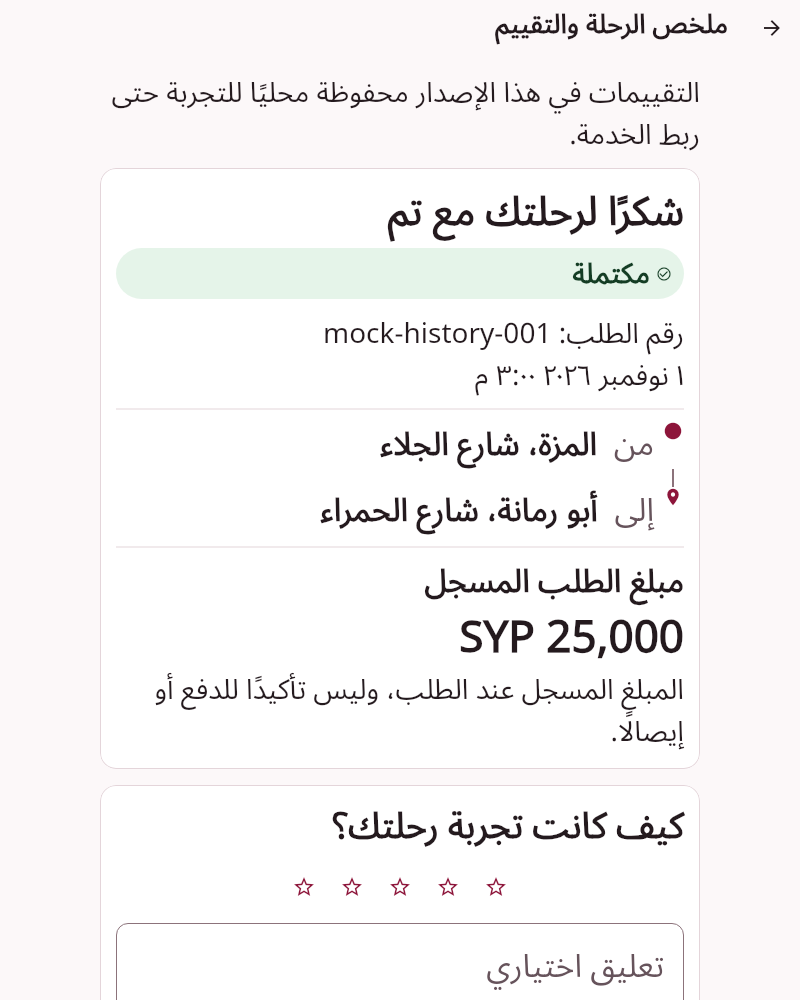 ملخص الرحلة والتقييم
التقييمات في هذا الإصدار محفوظة محليًا للتجربة حتى
ربط الخدمة.
شكرًا لرحلتك مع تم
مكتملة
رقم الطلب: mock-history-001
١ نوفمبر ٢٠٢٦ ٣:٠٠ م
من المزة، شارع الجلاء
إلى أبو رمانة، شارع الحمراء
مبلغ الطلب المسجل
SYP 25,000
المبلغ المسجل عند الطلب، وليس تأكيدًا للدفع أو
إيصالًا.
كيف كانت تجربة رحلتك؟
تعليق اختياري